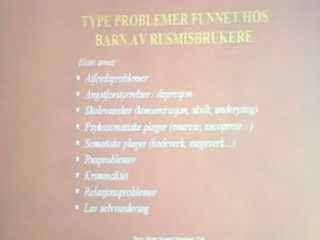 TYPE PROBLEMER FUNNET HOS
BARN AV RUSMISBRUKERE
Blant annet:
• Atferdsproblemer
• Angstforstyrrelser / depresjon
• Skolevansker (konsentrasjon, skulk, underyting)
• Psykosomatiske plager (enurese, encoprese...)
• Somatiske plager (hodeverk, mageverk...)
• Rusproblemer
• Kriminalitet
• Relasjonsproblemer
• Lav selvvurdering